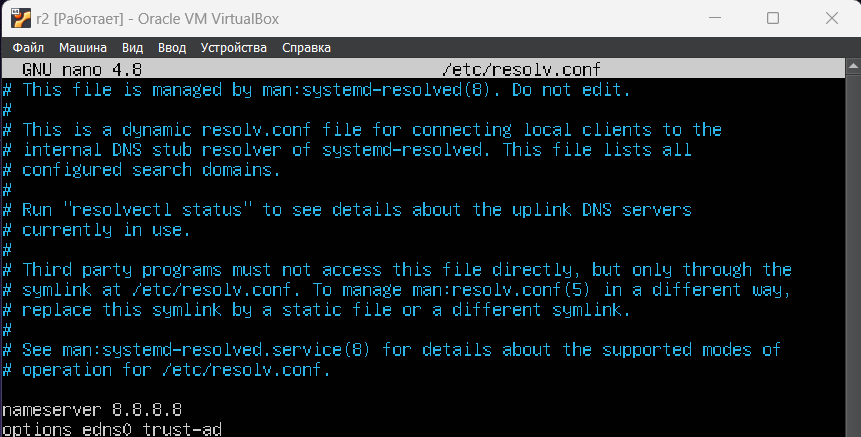 r2 [Работает] - Oracle VM VirtualBox
Файл Машина Вид Ввод Устройства Справка
GNU nano 4.8 /etc/resolv.conf
# This file is managed by man:systemd-resolved(8). Do not edit.
#
# This is a dynamic resolv.conf file for connecting local clients to the
# internal DNS stub resolver of systemd-resolved. This file lists all
# configured search domains.
#
# Run "resolvectl status" to see details about the uplink DNS servers
# currently in use.
#
# Third party programs must not access this file directly, but only through the
# symlink at /etc/resolv.conf. To manage man:resolv.conf(5) in a different way,
# replace this symlink by a static file or a different symlink.
#
# See man:systemd-resolved.service(8) for details about the supported modes of
# operation for /etc/resolv.conf.
nameserver 8.8.8.8
options edns0 trust-ad